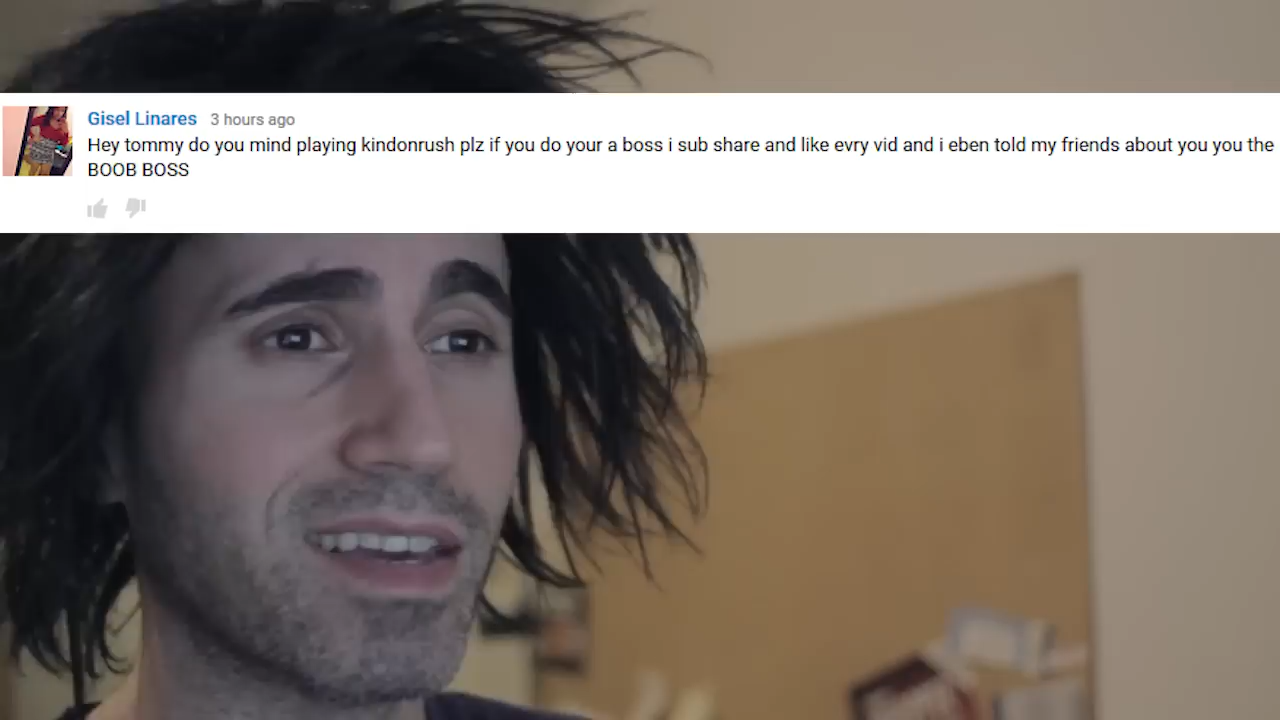 Gisel Linares 3 hours ago
Hey tommy do you mind playing kindonrush plz if you do your a boss i sub share and like evry vid and i eben told my friends about you you the
BOOB BOSS